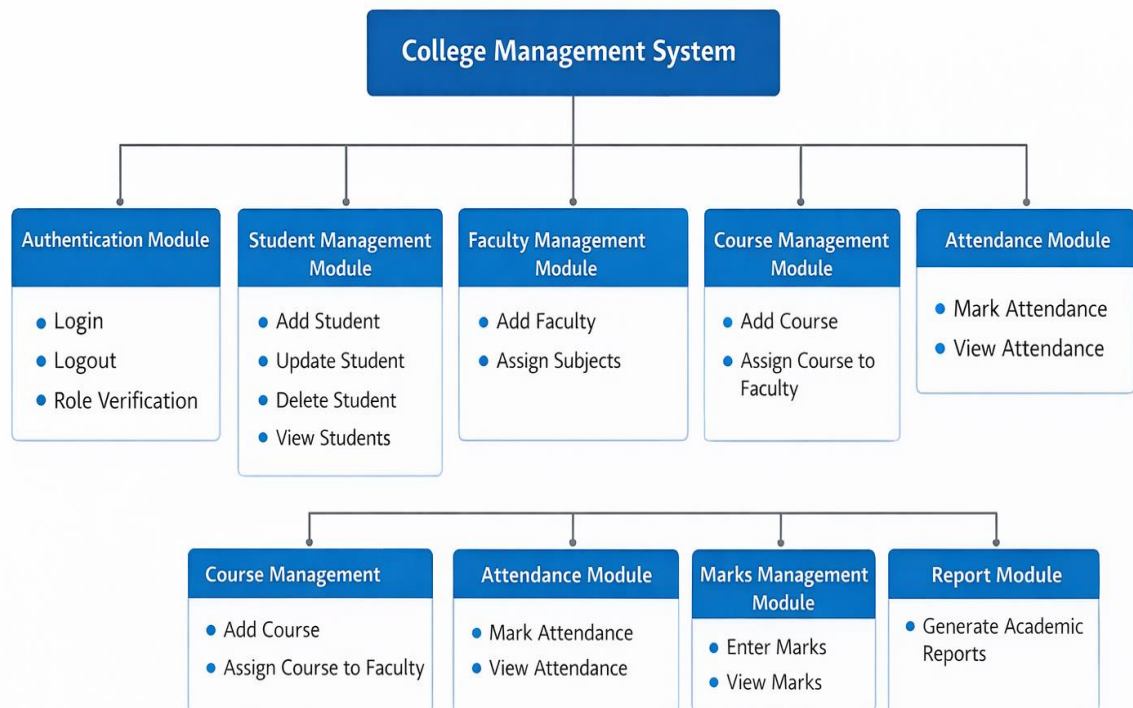 College Management System
Authentication Module
Login
Logout
Role Verification
Student Management
Module
Add Student
Update Student
Delete Student
View Students
Faculty Management
Module
Add Faculty
Assign Subjects
Course Management
Module
Add Course
Assign Course to
Faculty
Attendance Module
Mark Attendance
View Attendance
Course Management
Add Course
Assign Course to Faculty
Attendance Module
Mark Attendance
View Attendance
Marks Management
Module
Enter Marks
View Marks
Report Module
Generate Academic
Reports